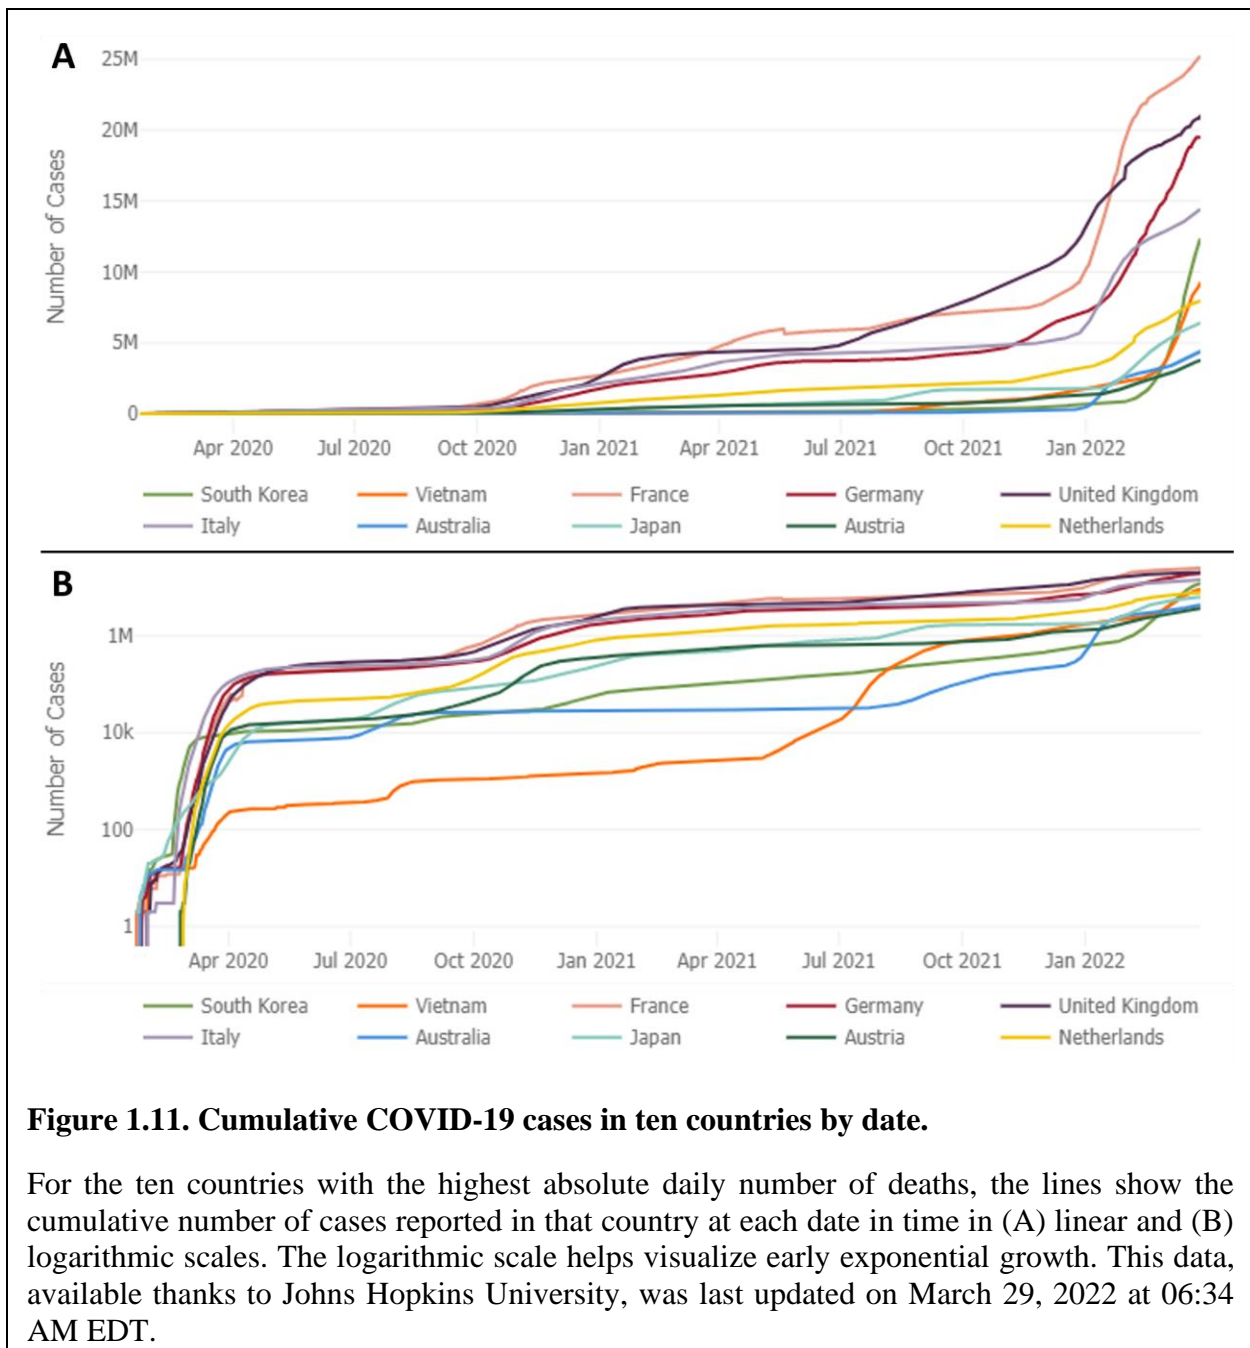 A
25M
20M
15M
10M
5M
0
Number of Cases
Apr 2020 Jul 2020 Oct 2020 Jan 2021 Apr 2021 Jul 2021 Oct 2021 Jan 2022
South Korea Vietnam France Germany United Kingdom
Italy Australia Japan Austria Netherlands
B
1M
10k
100
1
Number of Cases
Apr 2020 Jul 2020 Oct 2020 Jan 2021 Apr 2021 Jul 2021 Oct 2021 Jan 2022
South Korea Vietnam France Germany United Kingdom
Italy Australia Japan Austria Netherlands
Figure 1.11. Cumulative COVID-19 cases in ten countries by date.
For the ten countries with the highest absolute daily number of deaths, the lines show the
cumulative number of cases reported in that country at each date in time in (A) linear and (B)
logarithmic scales. The logarithmic scale helps visualize early exponential growth. This data,
available thanks to Johns Hopkins University, was last updated on March 29, 2022 at 06:34
AM EDT.